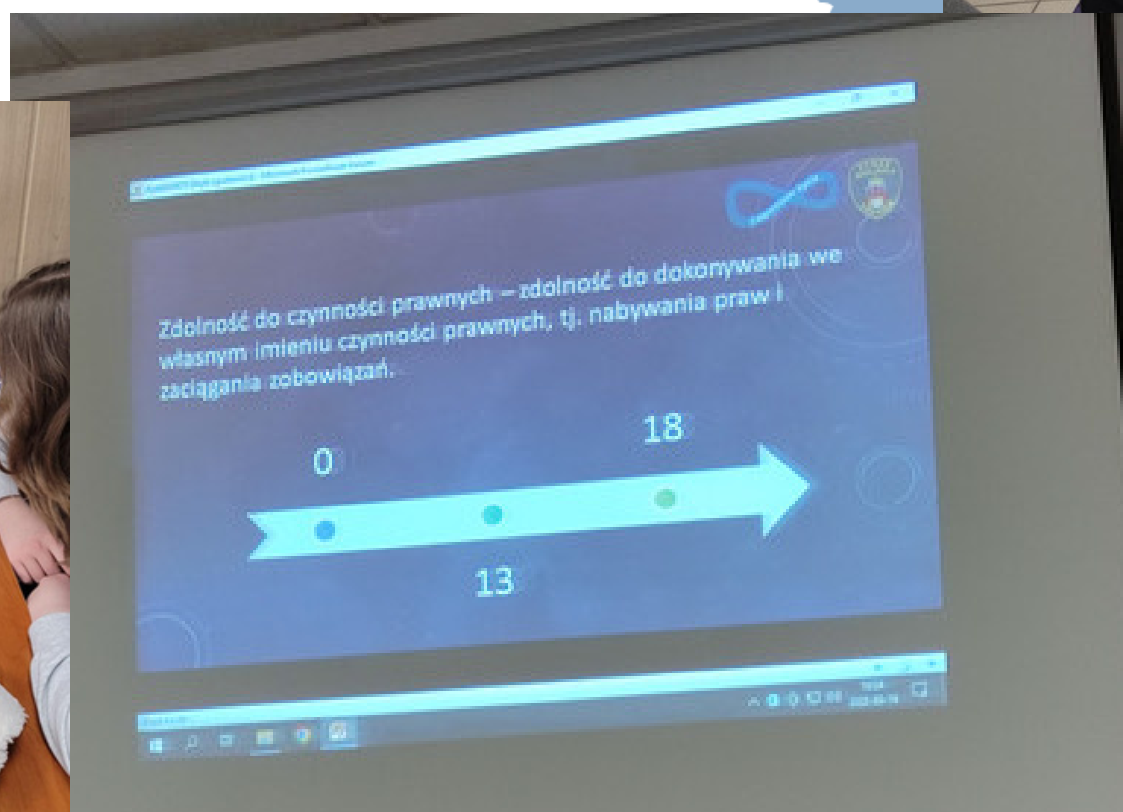 Zdolność do czynności prawnych – zdolność do dokonywania we
własnym imieniu czynności prawnych, tj. nabywania praw i
zaciągania zobowiązań.
0
18
13